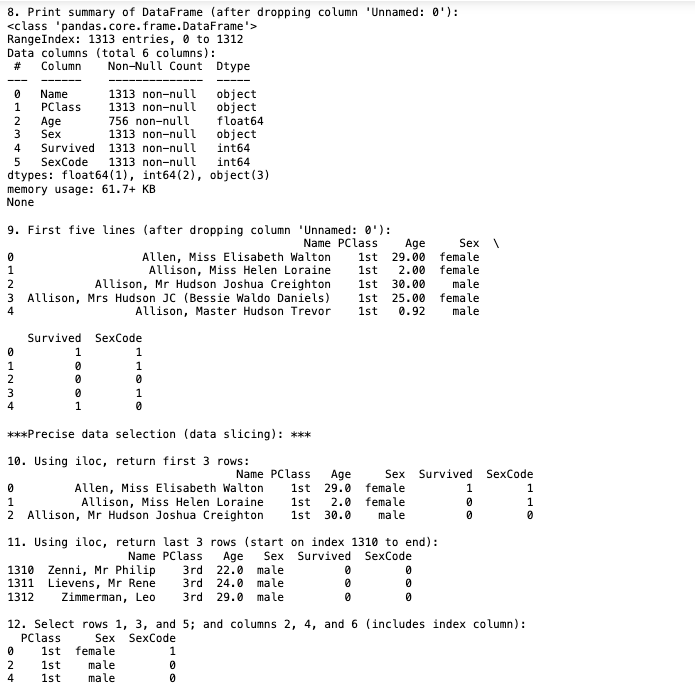 8. Print summary of DataFrame (after dropping column 'Unnamed: 0'):
<class 'pandas.core.frame.DataFrame'>
RangeIndex: 1313 entries, 0 to 1312
Data columns (total 6 columns):
 #   Column    Non-Null Count  Dtype
---  ------    --------------  -----
 0   Name      1313 non-null   object
 1   PClass    1313 non-null   object
 2   Age       756 non-null    float64
 3   Sex       1313 non-null   object
 4   Survived  1313 non-null   int64
 5   SexCode   1313 non-null   int64
dtypes: float64(1), int64(2), object(3)
memory usage: 61.7+ KB
None

9. First five lines (after dropping column 'Unnamed: 0'):
                                            Name PClass    Age     Sex  \
0                   Allen, Miss Elisabeth Walton    1st  29.00  female
1                    Allison, Miss Helen Loraine    1st   2.00  female
2            Allison, Mr Hudson Joshua Creighton    1st  30.00    male
3  Allison, Mrs Hudson JC (Bessie Waldo Daniels)    1st  25.00  female
4                  Allison, Master Hudson Trevor    1st   0.92    male

   Survived  SexCode
0         1        1
1         0        1
2         0        0
3         0        1
4         1        0

***Precise data selection (data slicing): ***

10. Using iloc, return first 3 rows:
                                  Name PClass   Age     Sex  Survived  SexCode
0         Allen, Miss Elisabeth Walton    1st  29.0  female         1        1
1          Allison, Miss Helen Loraine    1st   2.0  female         0        1
2  Allison, Mr Hudson Joshua Creighton    1st  30.0    male         0        0

11. Using iloc, return last 3 rows (start on index 1310 to end):
                  Name PClass   Age   Sex  Survived  SexCode
1310  Zenni, Mr Philip    3rd  22.0  male         0        0
1311  Lievens, Mr Rene    3rd  24.0  male         0        0
1312    Zimmerman, Leo    3rd  29.0  male         0        0

12. Select rows 1, 3, and 5; and columns 2, 4, and 6 (includes index column):
  PClass     Sex  SexCode
0    1st  female        1
2    1st    male        0
4    1st    male        0